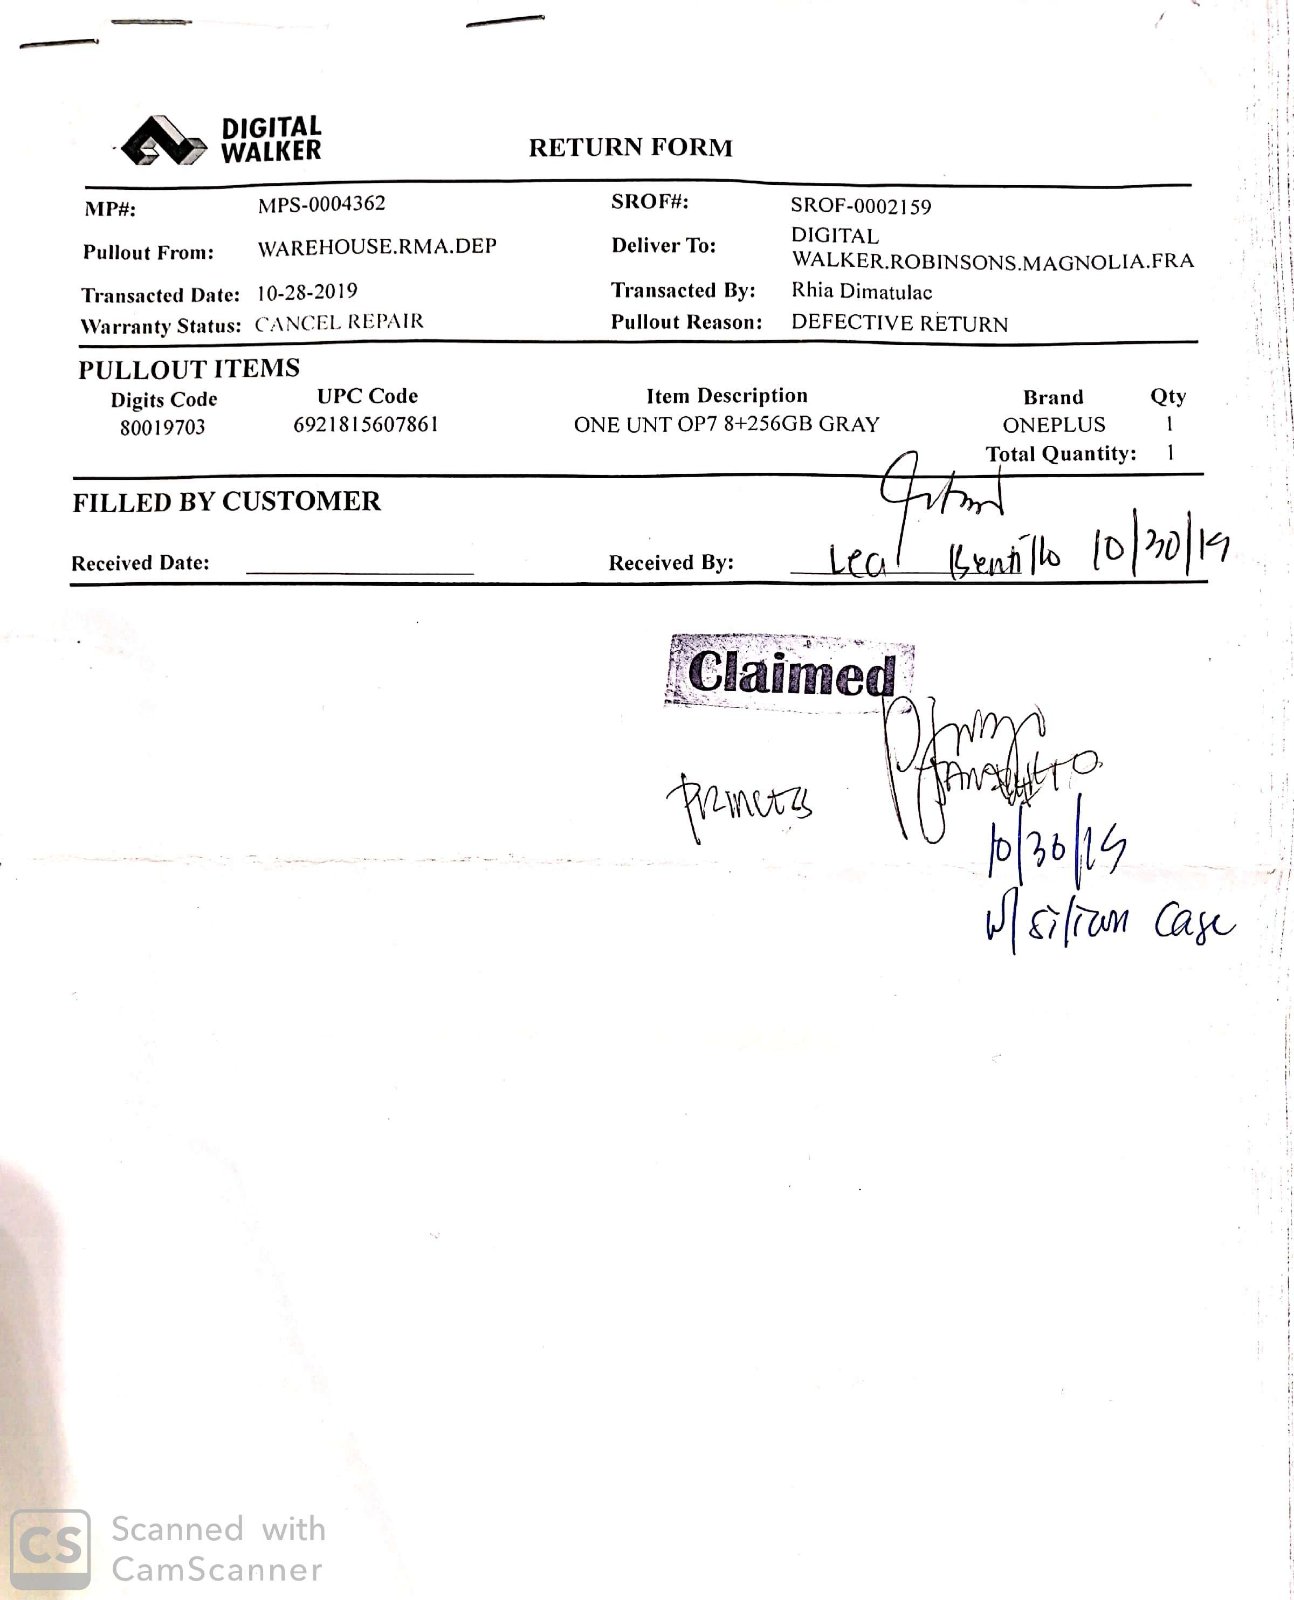 DIGITAL
WALKER
RETURN FORM
MP#: MPS-0004362 SROF#: SROF-0002159
Pullout From: WAREHOUSE.RMA.DEP Deliver To: DIGITAL
WALKER.ROBINSONS.MAGNOLIA.FRA
Transacted Date: 10-28-2019 Transacted By: Rhia Dimatulac
Warranty Status: CANCEL REPAIR Pullout Reason: DEFECTIVE RETURN
PULLOUT ITEMS
Digits Code UPC Code Item Description Brand Qty
80019703 6921815607861 ONE UNT OP7 8+256GB GRAY ONEPLUS 1
Total Quantity: 1
FILLED BY CUSTOMER
Received Date: Received By: Lea Bentillo 10/30/19
Claimed
10/30/19
w/ silicon case
CS Scanned with
CamScanner